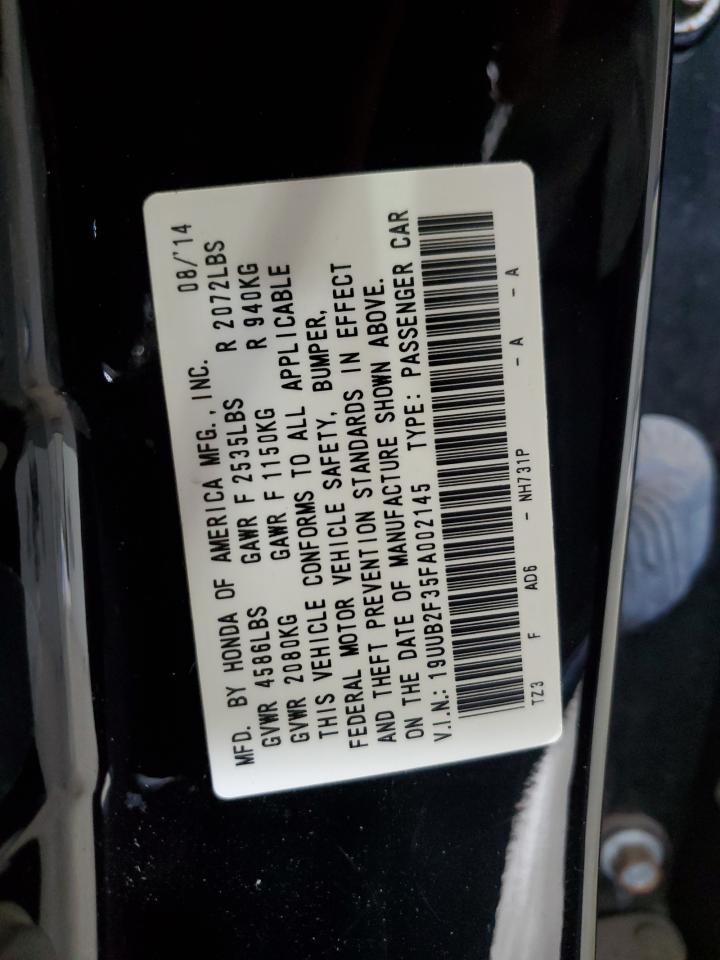 MFD. BY HONDA OF AMERICA MFG., INC. 08/'14
GVWR 4586LBS GAWR F 2535LBS R 2072LBS
GVWR 2080KG GAWR F 1150KG R 940KG
THIS VEHICLE CONFORMS TO ALL APPLICABLE
FEDERAL MOTOR VEHICLE SAFETY, BUMPER,
AND THEFT PREVENTION STANDARDS IN EFFECT
ON THE DATE OF MANUFACTURE SHOWN ABOVE.
V.I.N.: 19UUB2F35FA002145 TYPE: PASSENGER CAR
TZ3 F AD6 - NH731P - A - A